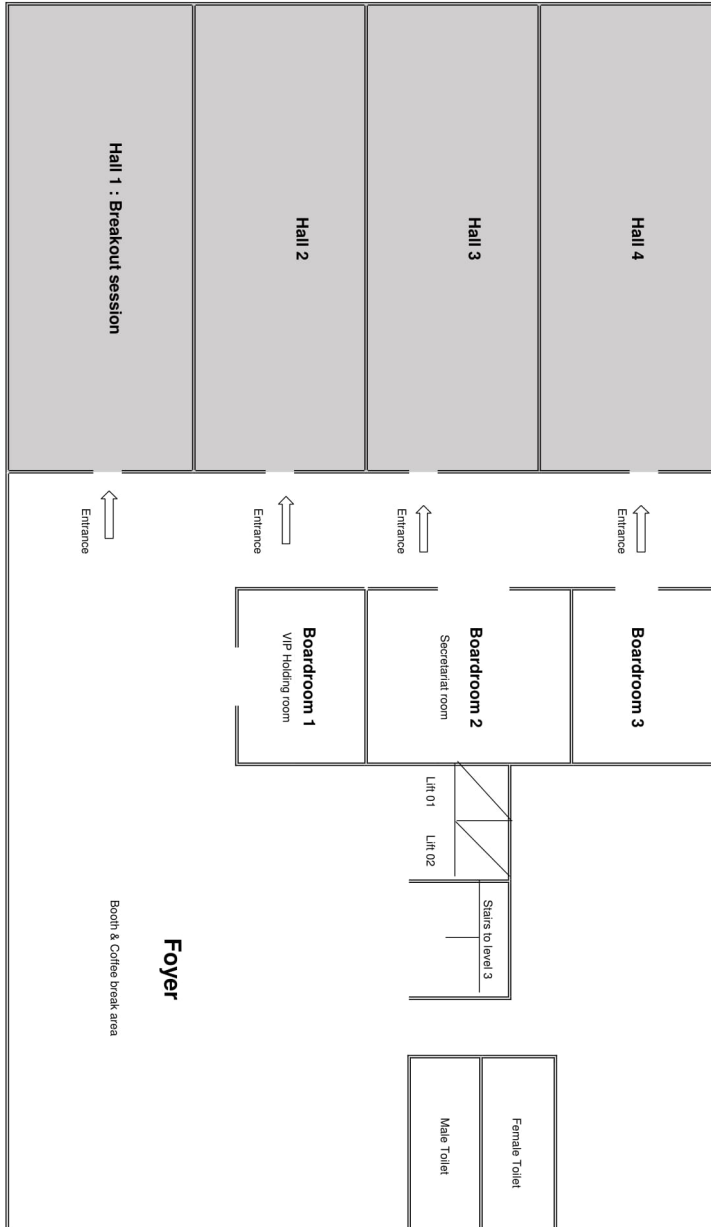 Hall 4
Hall 3
Hall 2
Hall 1 : Breakout session
Entrance
Entrance
Entrance
Entrance
Boardroom 3
Boardroom 2
Secretariat room
Boardroom 1
VIP Holding room
Lift 01
Lift 02
Stairs to level 3
Foyer
Booth & Coffee break area
Female Toilet
Male Toilet